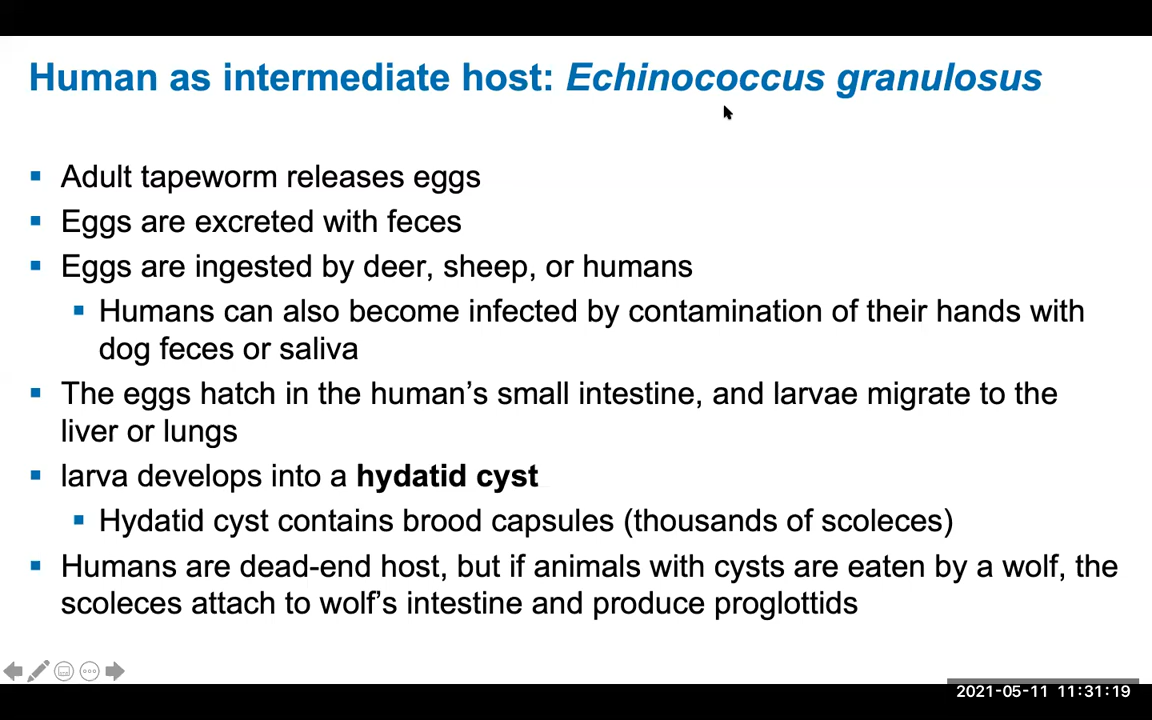 Human as intermediate host: Echinococcus granulosus
▪ Adult tapeworm releases eggs
▪ Eggs are excreted with feces
▪ Eggs are ingested by deer, sheep, or humans
▪ Humans can also become infected by contamination of their hands with
dog feces or saliva
▪ The eggs hatch in the human’s small intestine, and larvae migrate to the
liver or lungs
▪ larva develops into a hydatid cyst
▪ Hydatid cyst contains brood capsules (thousands of scoleces)
▪ Humans are dead-end host, but if animals with cysts are eaten by a wolf, the
scoleces attach to wolf’s intestine and produce proglottids
2021-05-11 11:31:19